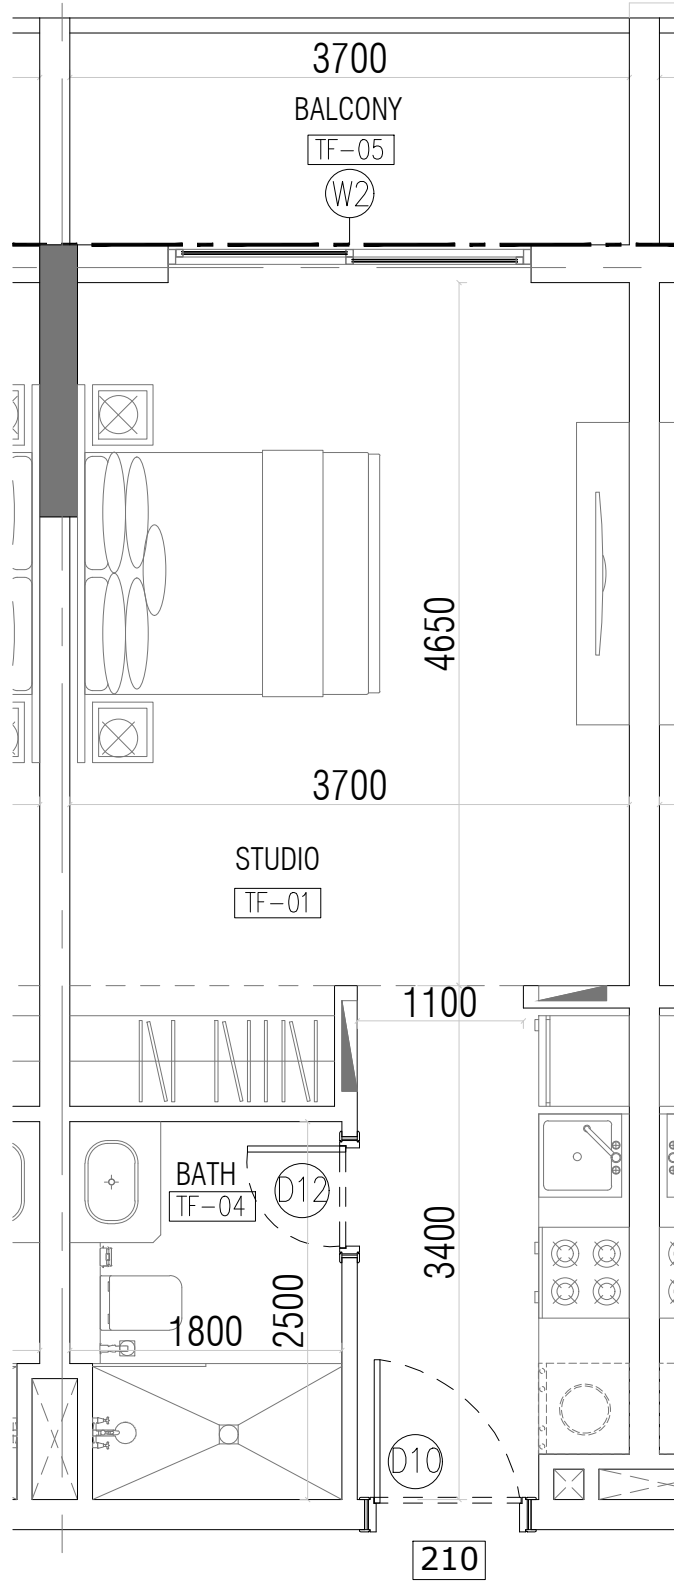 3700
BALCONY
TF-05
W2
4650
3700
STUDIO
TF-01
1100
BATH
TF-04
D12
3400
2500
1800
D10
210